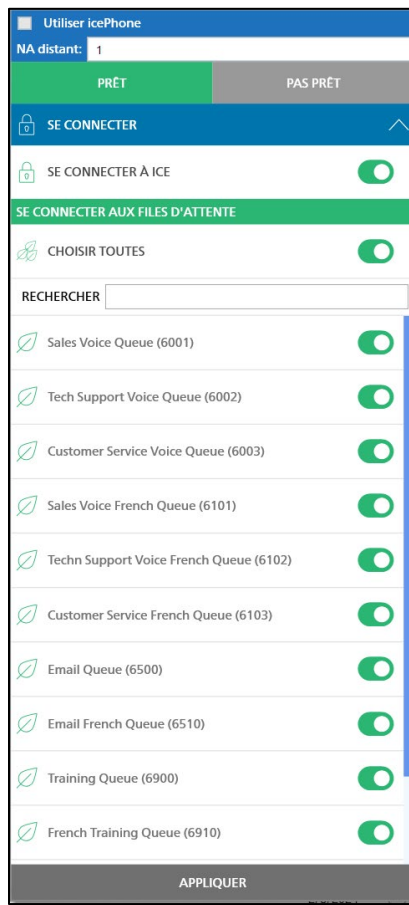 Utiliser icePhone
NA distant: 1
PRÊT PAS PRÊT
SE CONNECTER
SE CONNECTER À ICE
SE CONNECTER AUX FILES D'ATTENTE
CHOISIR TOUTES
RECHERCHER
Sales Voice Queue (6001)
Tech Support Voice Queue (6002)
Customer Service Voice Queue (6003)
Sales Voice French Queue (6101)
Techn Support Voice French Queue (6102)
Customer Service French Queue (6103)
Email Queue (6500)
Email French Queue (6510)
Training Queue (6900)
French Training Queue (6910)
APPLIQUER